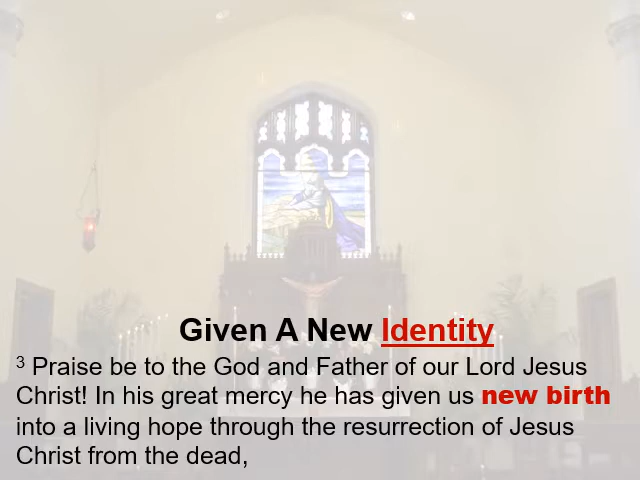 Given A New Identity
3 Praise be to the God and Father of our Lord Jesus
Christ! In his great mercy he has given us new birth
into a living hope through the resurrection of Jesus
Christ from the dead,